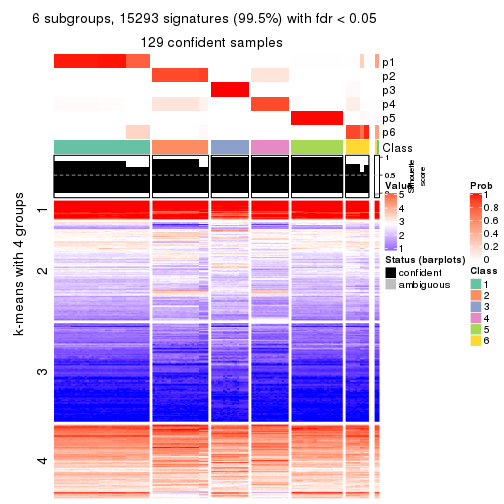 6 subgroups, 15293 signatures (99.5%) with fdr < 0.05
129 confident samples
p1
p2
p3
p4
p5
p6
Class
1
0.5
0
Silhouette
score
k-means with 4 groups
1
2
3
4
Value
5
4
3
2
1
Status (barplots)
confident
ambiguous
Prob
1
0.8
0.6
0.4
0.2
0
Class
1
2
3
4
5
6